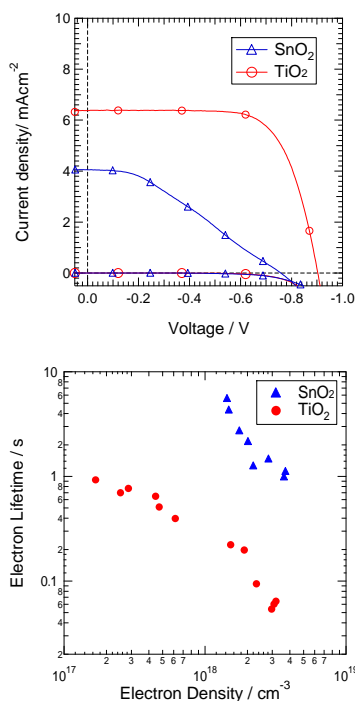 10
8
6
4
2
0
Current density/ mAcm-2
SnO2
TiO2
0.0 -0.2 -0.4 -0.6 -0.8 -1.0
Voltage / V
10
8
6
4
2
1
8
6
4
2
0.1
8
6
4
2
Electron Lifetime / s
SnO2
TiO2
2 3 4 5 6 7 2 3 4 5 6 7
10^17 10^18 10^19
Electron Density / cm-3